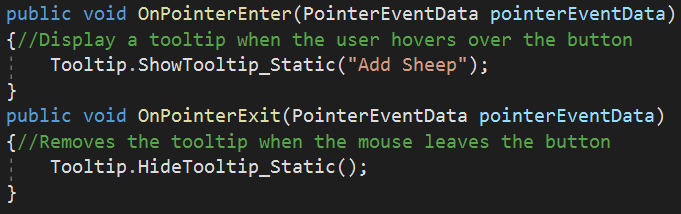 public void OnPointerEnter(PointerEventData pointerEventData)
{//Display a tooltip when the user hovers over the button
    Tooltip.ShowTooltip_Static("Add Sheep");
}
public void OnPointerExit(PointerEventData pointerEventData)
{//Removes the tooltip when the mouse leaves the button
    Tooltip.HideTooltip_Static();
}